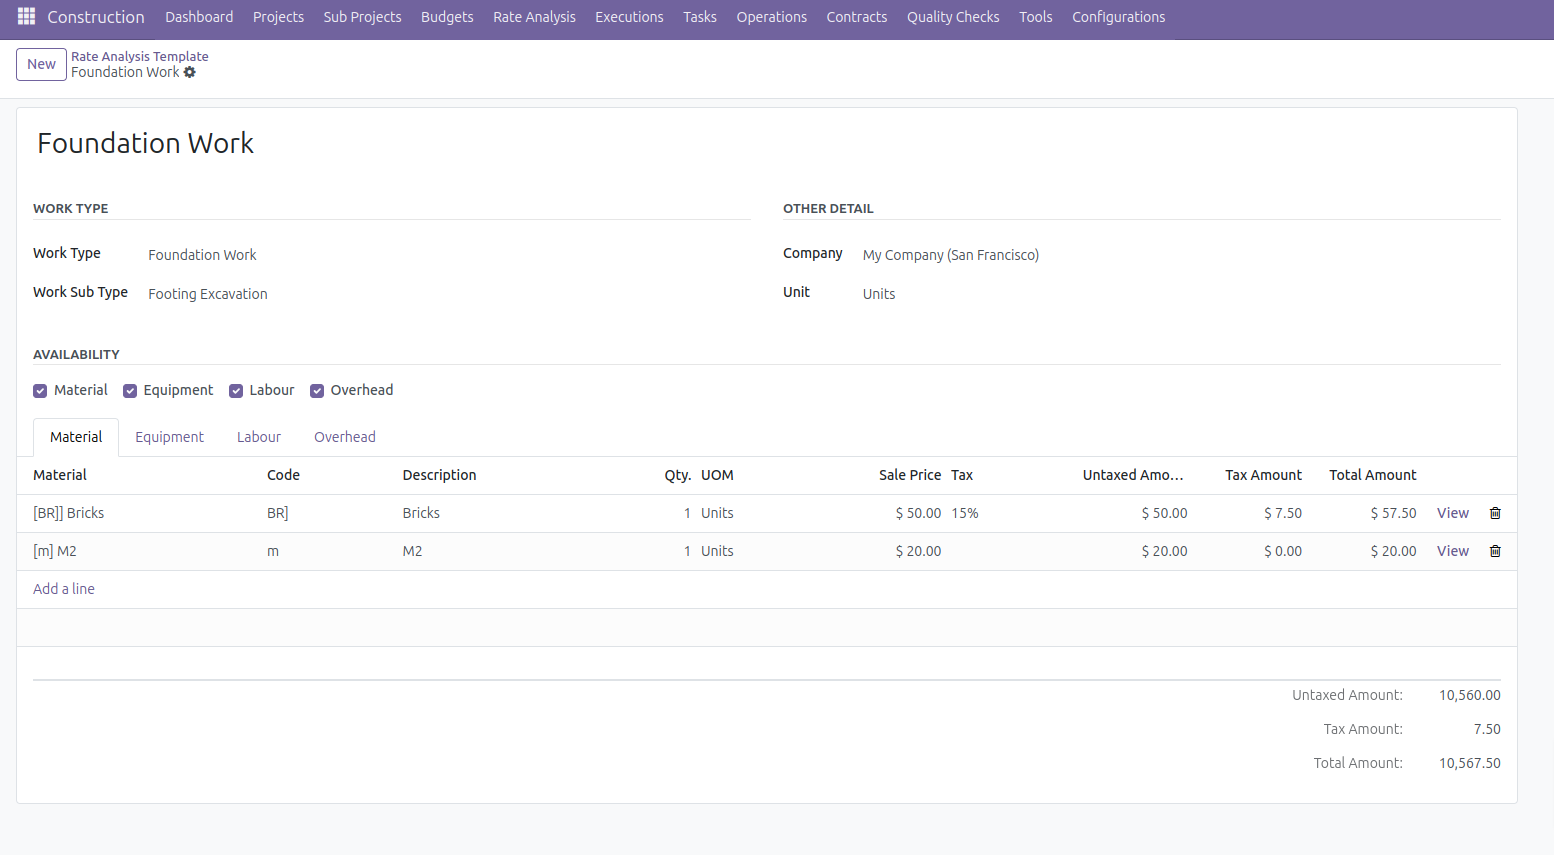 Construction Dashboard Projects Sub Projects Budgets Rate Analysis Executions Tasks Operations Contracts Quality Checks Tools Configurations
New
Rate Analysis Template
Foundation Work
Foundation Work
WORK TYPE
Work Type Foundation Work
Work Sub Type Footing Excavation
OTHER DETAIL
Company My Company (San Francisco)
Unit Units
AVAILABILITY
Material Equipment Labour Overhead
Material Equipment Labour Overhead
Material Code Description Qty. UOM Sale Price Tax Untaxed Amo... Tax Amount Total Amount
[BR]] Bricks BR] Bricks 1 Units $ 50.00 15% $ 50.00 $ 7.50 $ 57.50 View
[m] M2 m M2 1 Units $ 20.00 $ 20.00 $ 0.00 $ 20.00 View
Add a line
Untaxed Amount: 10,560.00
Tax Amount: 7.50
Total Amount: 10,567.50